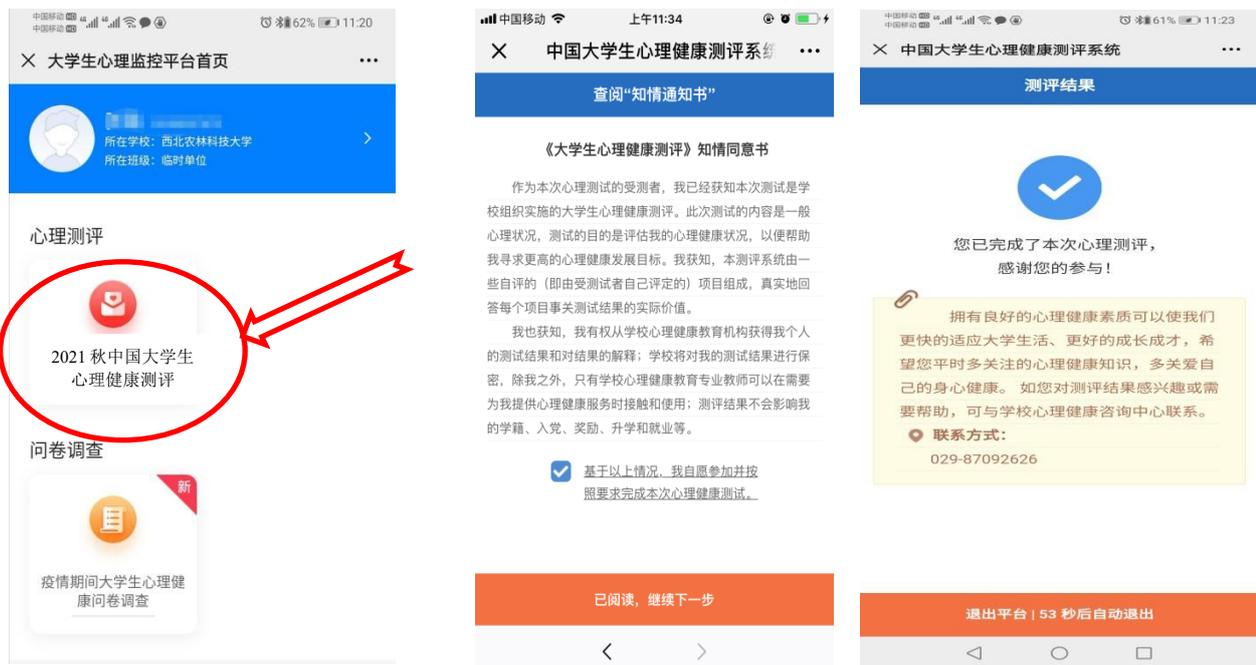 中国移动 HD 46 46
中国移动 HD
62% 11:20
大学生心理监控平台首页
所在学校：西北农林科技大学
所在班级：临时单位
心理测评
2021 秋中国大学生
心理健康测评
问卷调查
新
疫情期间大学生心理健
康问卷调查
中国移动 上午11:34
中国大学生心理健康测评系
查阅“知情通知书”
《大学生心理健康测评》知情同意书
作为本次心理测试的受测者，我已经获知本次测试是学
校组织实施的大学生心理健康测评。此次测试的内容是一般
心理状况，测试的目的是评估我的心理健康状况，以便帮助
我寻求更高的心理健康发展目标。我获知，本测评系统由一
些自评的（即由受测试者自己评定的）项目组成，真实地回
答每个项目事关测试结果的实际价值。
我也获知，我有权从学校心理健康教育机构获得我个人
的测试结果和对结果的解释；学校将对我的测试结果进行保
密，除我之外，只有学校心理健康教育专业教师可以在需要
为我提供心理健康服务时接触和使用；测评结果不会影响我
的学籍、入党、奖励、升学和就业等。
基于以上情况，我自愿参加并按
照要求完成本次心理健康测试。
已阅读，继续下一步
中国移动 HD 46 46
中国移动 HD
61% 11:23
中国大学生心理健康测评系统
测评结果
您已完成了本次心理测评，
感谢您的参与！
拥有良好的心理健康素质可以使我们
更快的适应大学生活、更好的成长成才，希
望您平时多关注的心理健康知识，多关爱自
己的身心健康。 如您对测评结果感兴趣或需
要帮助，可与学校心理健康咨询中心联系。
联系方式：
029-87092626
退出平台 | 53 秒后自动退出